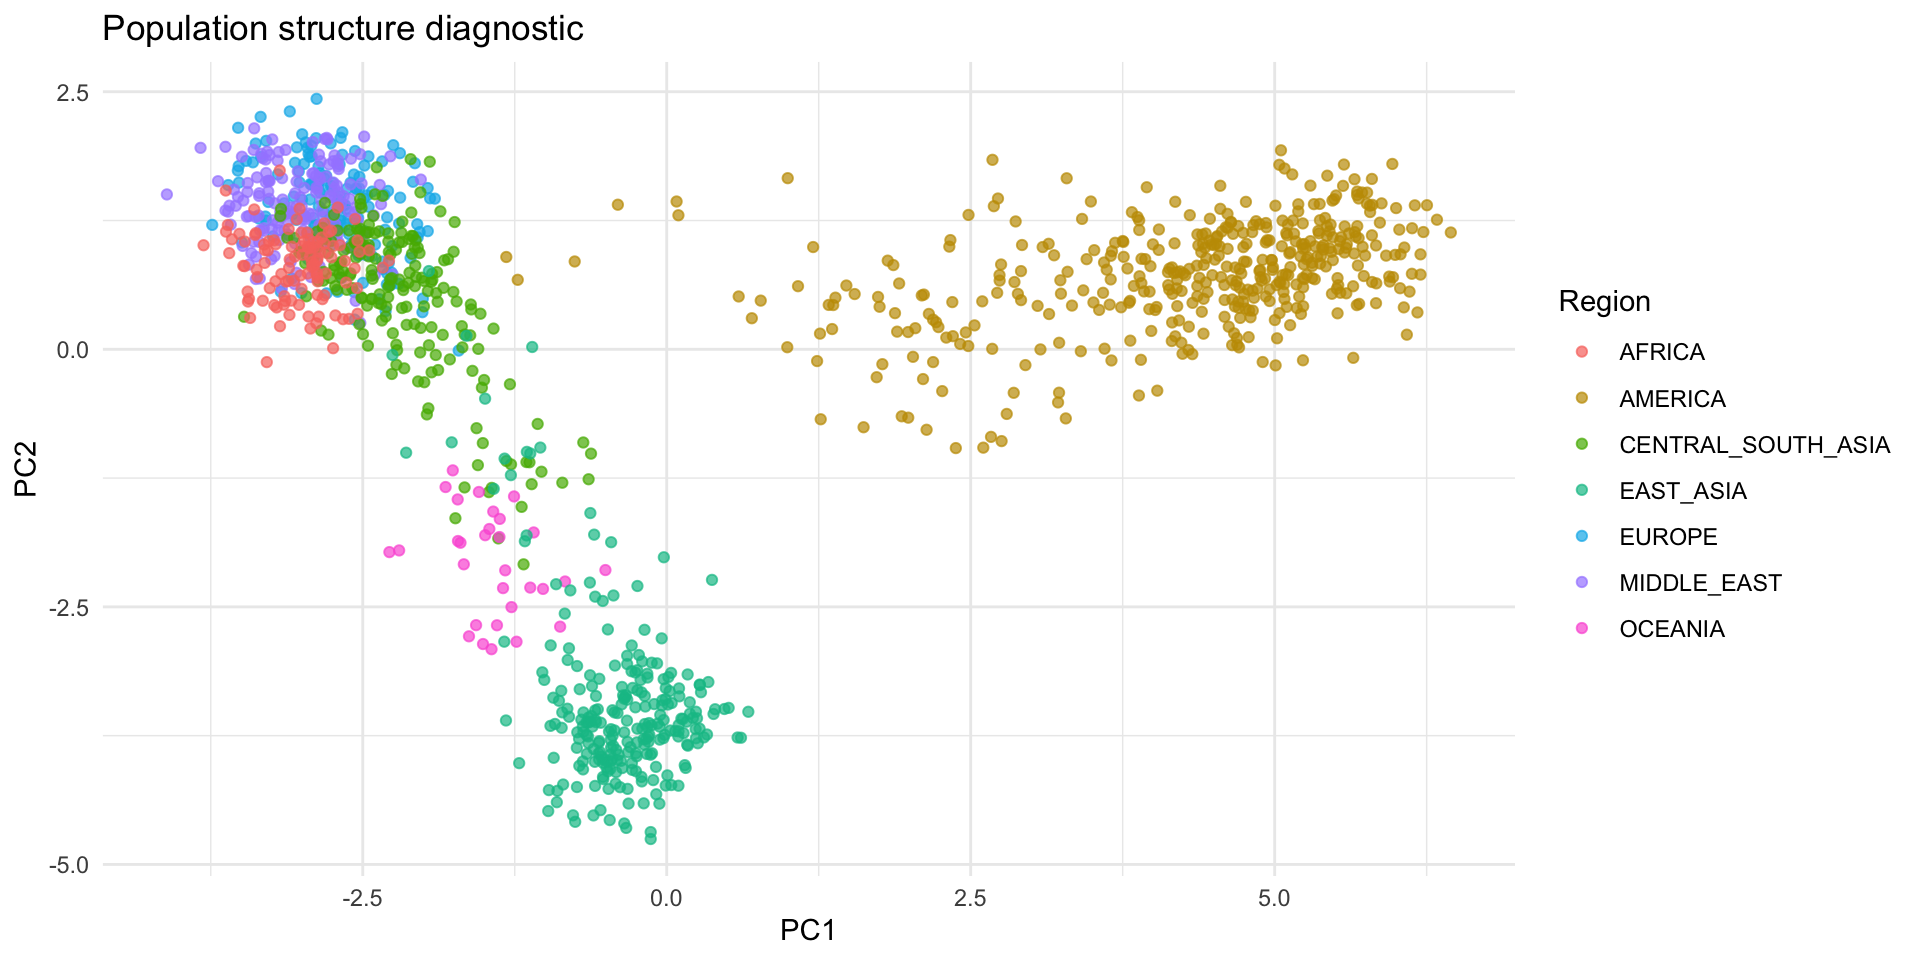 Population structure diagnostic
2.5
0.0
-2.5
-5.0
PC2
-2.5
0.0
2.5
5.0
PC1
Region
AFRICA
AMERICA
CENTRAL_SOUTH_ASIA
EAST_ASIA
EUROPE
MIDDLE_EAST
OCEANIA